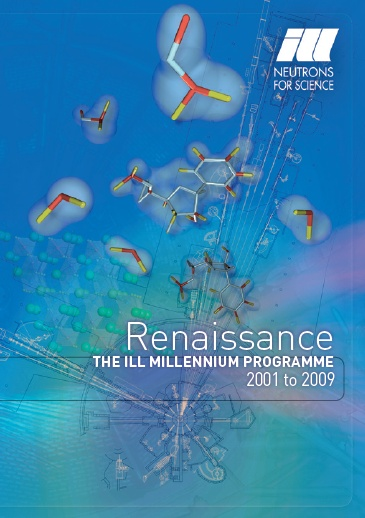 ill
NEUTRONS
FOR SCIENCE
Renaissance
THE ILL MILLENNIUM PROGRAMME
2001 to 2009